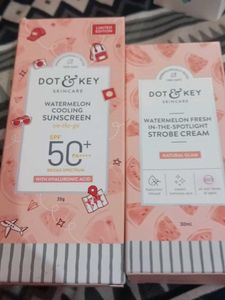 LIMITED
EDITION
DOT & KEY
SKINCARE
WATERMELON
COOLING
SUNSCREEN
on-the-go
SPF
50+
PA++++
BROAD SPECTRUM
WITH HYALURONIC ACID
DOT & KEY
SKINCARE
WATERMELON FRESH
IN-THE-SPOTLIGHT
STROBE CREAM
NATURAL GLAM
30ml